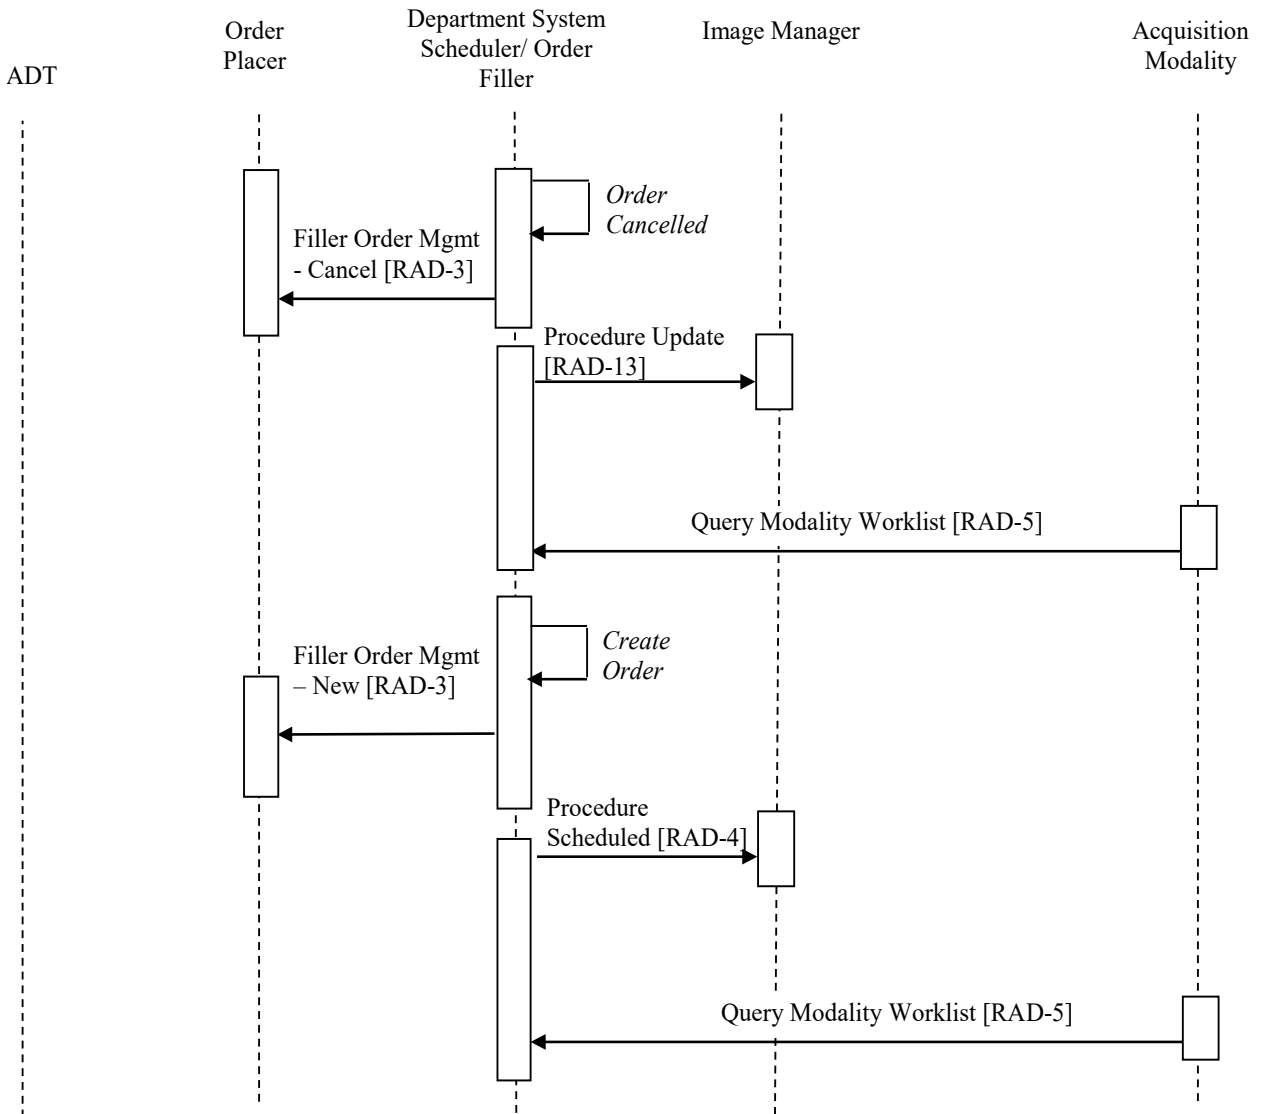 ADT
Order
Placer
Department System
Scheduler/ Order
Filler
Image Manager
Acquisition
Modality
Order
Cancelled
Filler Order Mgmt
- Cancel [RAD-3]
Procedure Update
[RAD-13]
Query Modality Worklist [RAD-5]
Create
Order
Filler Order Mgmt
– New [RAD-3]
Procedure
Scheduled [RAD-4]
Query Modality Worklist [RAD-5]